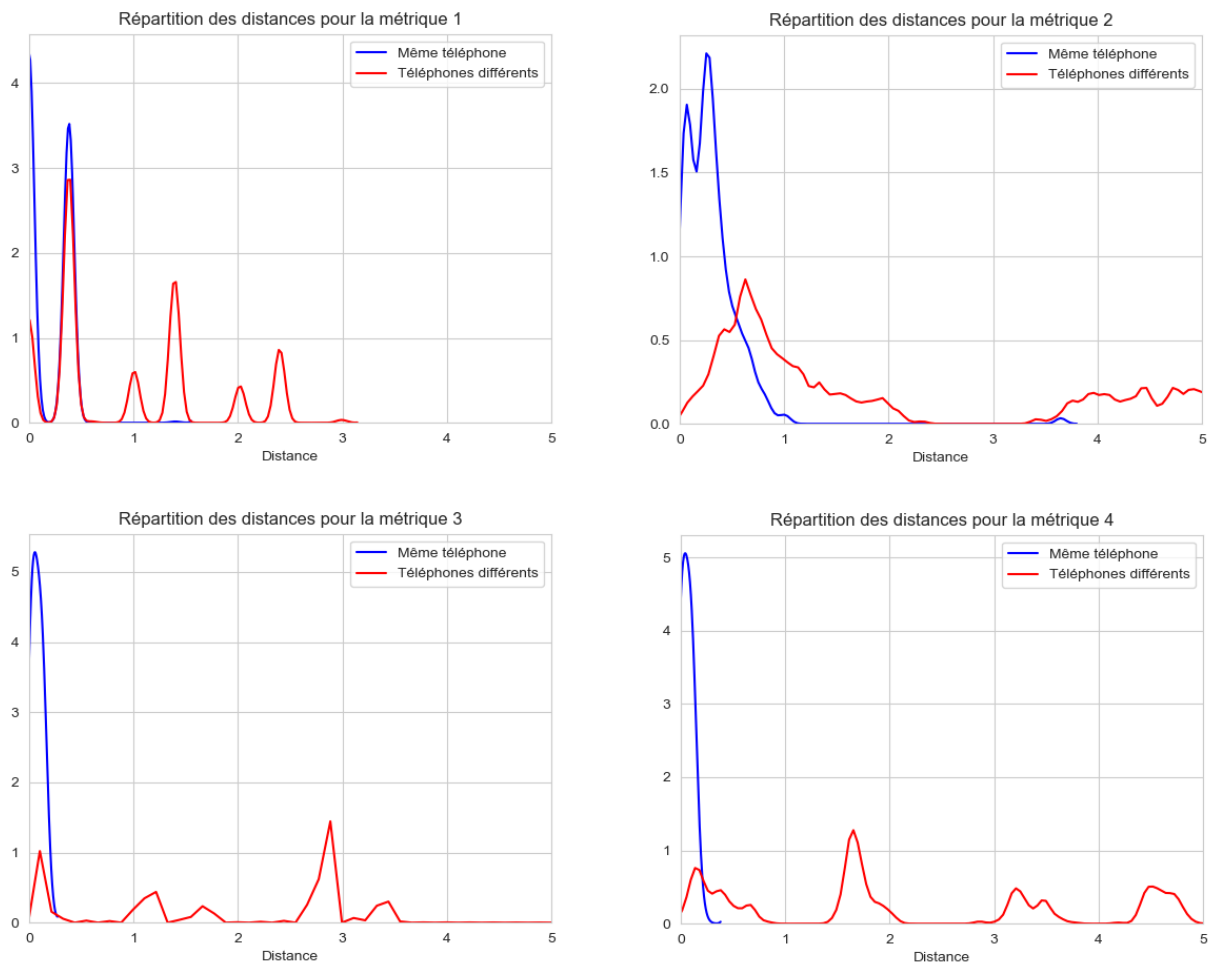 Répartition des distances pour la métrique 1
Même téléphone
Téléphones différents
4
3
2
1
0
0 1 2 3 4 5
Distance
Répartition des distances pour la métrique 2
Même téléphone
Téléphones différents
2.0
1.5
1.0
0.5
0.0
0 1 2 3 4 5
Distance
Répartition des distances pour la métrique 3
Même téléphone
Téléphones différents
5
4
3
2
1
0
0 1 2 3 4 5
Distance
Répartition des distances pour la métrique 4
Même téléphone
Téléphones différents
5
4
3
2
1
0
0 1 2 3 4 5
Distance